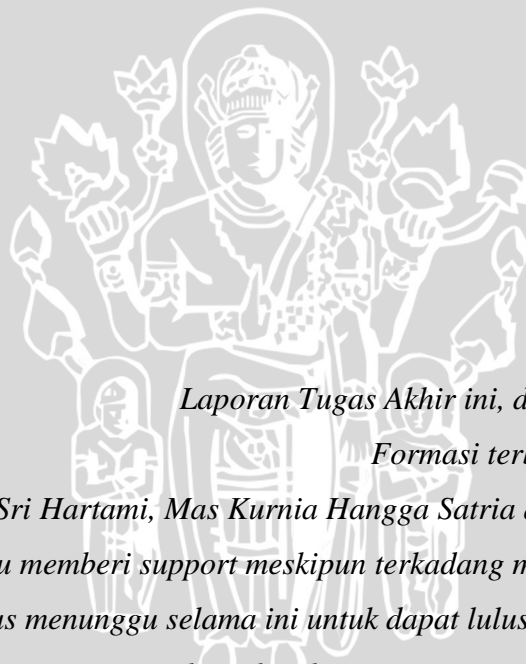 Laporan Tugas Akhir ini, d
Formasi ter
Sri Hartami, Mas Kurnia Hangga Satria
u memberi support meskipun terkadang m
us menunggu selama ini untuk dapat lulus